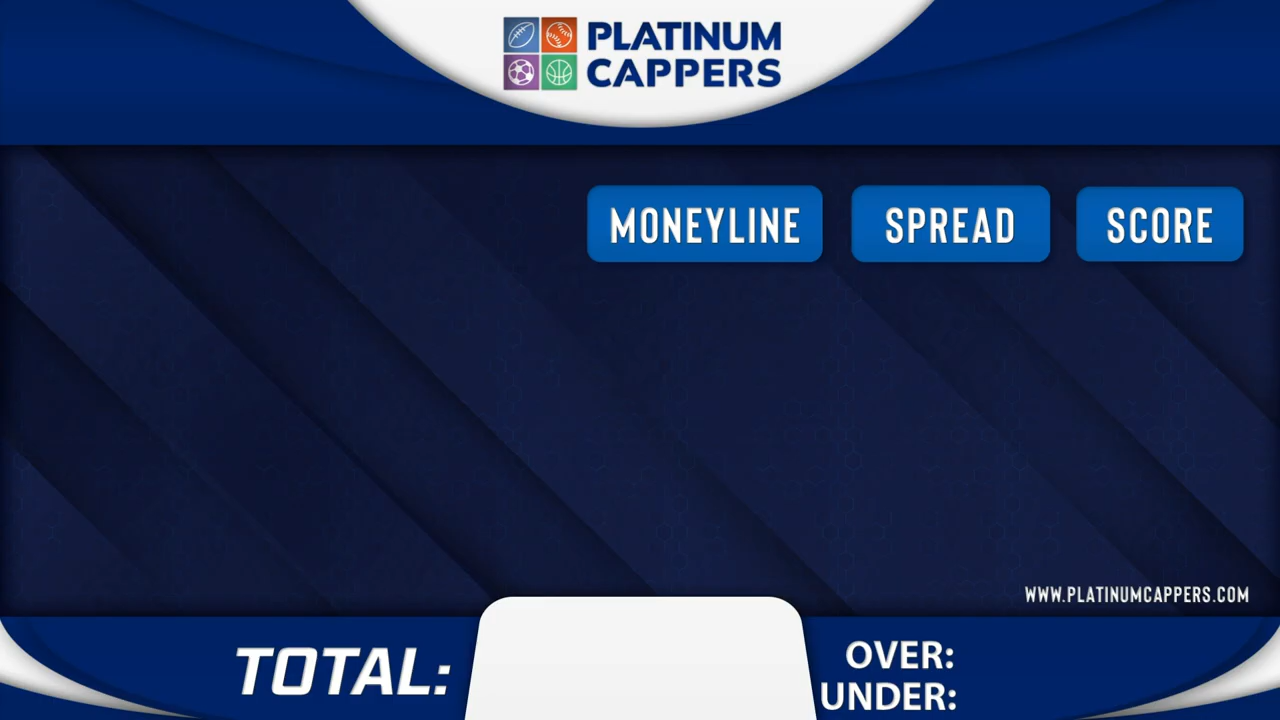 PLATINUM
CAPPERS
MONEYLINE SPREAD SCORE
WWW.PLATINUMCAPPERS.COM
TOTAL:
OVER:
UNDER: